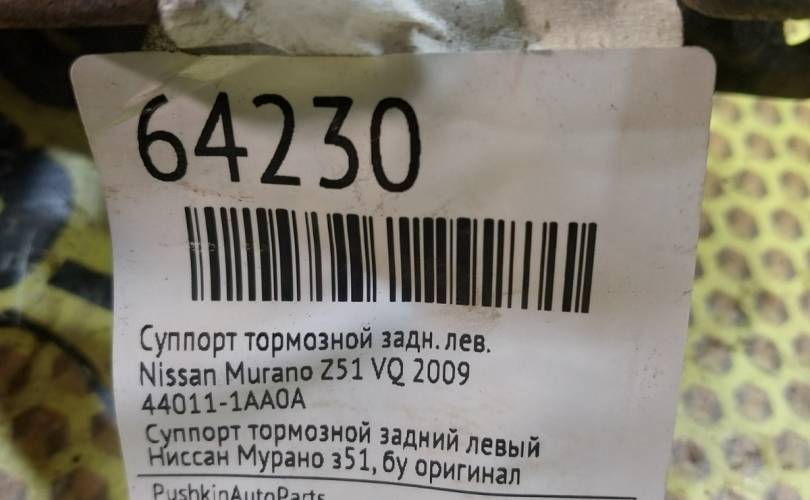 64230
Суппорт тормозной задн. лев.
Nissan Murano Z51 VQ 2009
44011-1AA0A
Суппорт тормозной задний левый
Ниссан Мурано з51, бу оригинал
PushkinAutoParts